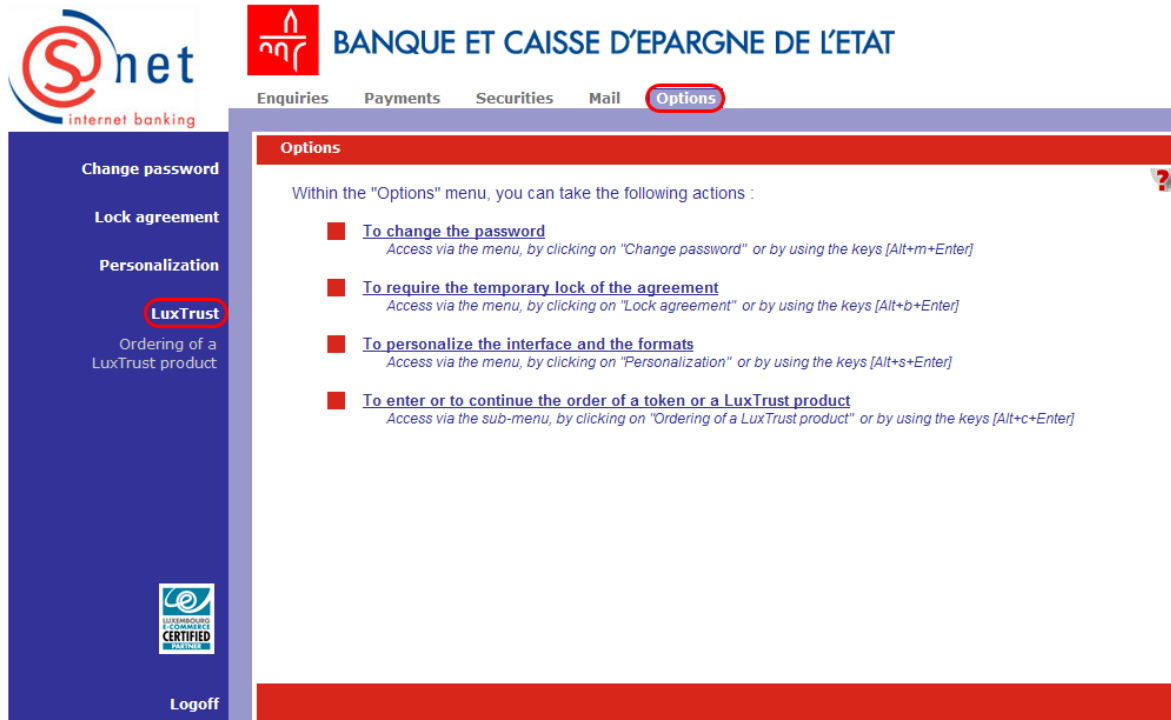 S net
internet banking
BANQUE ET CAISSE D'EPARGNE DE L'ETAT
Enquiries Payments Securities Mail Options
Change password
Lock agreement
Personalization
LuxTrust
Ordering of a
LuxTrust product
LUXEMBOURG
E-COMMERCE
CERTIFIED
PARTNER
Logoff
Options
?
Within the "Options" menu, you can take the following actions :
To change the password
Access via the menu, by clicking on "Change password" or by using the keys [Alt+m+Enter]
To require the temporary lock of the agreement
Access via the menu, by clicking on "Lock agreement" or by using the keys [Alt+b+Enter]
To personalize the interface and the formats
Access via the menu, by clicking on "Personalization" or by using the keys [Alt+s+Enter]
To enter or to continue the order of a token or a LuxTrust product
Access via the sub-menu, by clicking on "Ordering of a LuxTrust product" or by using the keys [Alt+c+Enter]